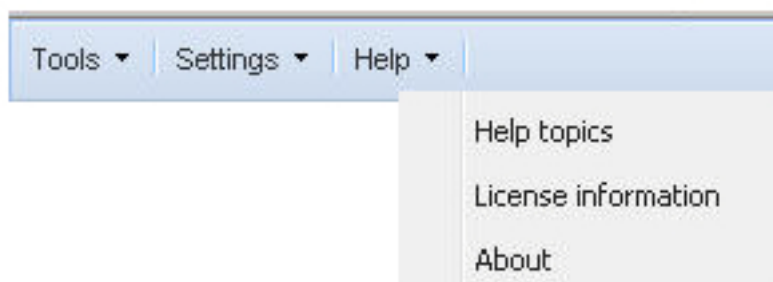 Tools Settings Help
Help topics
License information
About